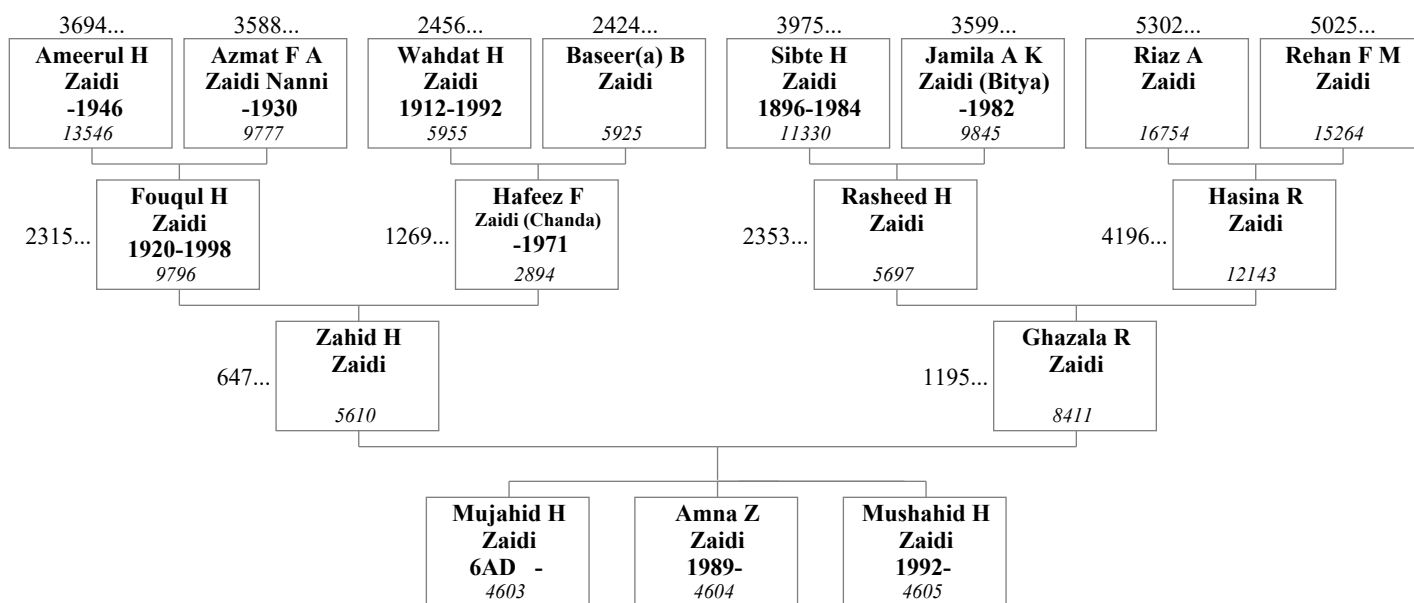 3694... 3588... 2456... 2424... 3975... 3599... 5302... 5025...
Ameerul H
Zaidi
-1946
13546
Azmat F A
Zaidi Nanni
-1930
9777
Wahdat H
Zaidi
1912-1992
5955
Baseer(a) B
Zaidi
5925
Sibte H
Zaidi
1896-1984
11330
Jamila A K
Zaidi (Bitya)
-1982
9845
Riaz A
Zaidi
16754
Rehan F M
Zaidi
15264
2315...
Fouqul H
Zaidi
1920-1998
9796
1269...
Hafeez F
Zaidi (Chanda)
-1971
2894
2353...
Rasheed H
Zaidi
5697
4196...
Hasina R
Zaidi
12143
647...
Zahid H
Zaidi
5610
1195...
Ghazala R
Zaidi
8411
Mujahid H
Zaidi
6AD -
4603
Amna Z
Zaidi
1989-
4604
Mushahid H
Zaidi
1992-
4605